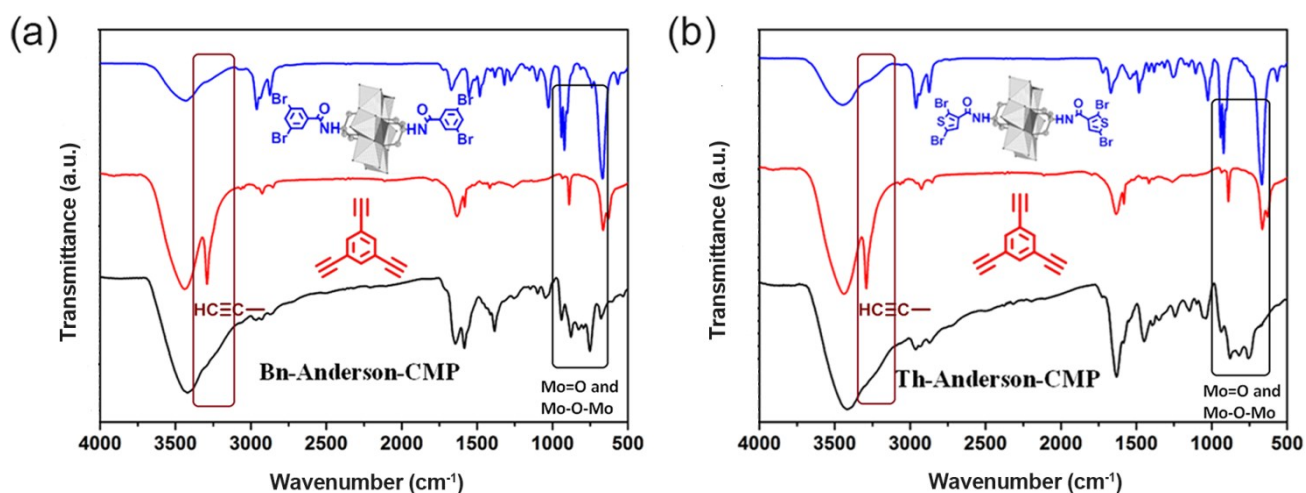 (a)
Transmittance (a.u.)
Br
O
NH
Br
O
HN
Br
Br
HC≡C—
Bn-Anderson-CMP
Mo=O and
Mo-O-Mo
4000 3500 3000 2500 2000 1500 1000 500
Wavenumber (cm⁻¹)
(b)
Transmittance (a.u.)
Br
O
S
NH
Br
O
HN
Br
S
Br
HC≡C—
Th-Anderson-CMP
Mo=O and
Mo-O-Mo
4000 3500 3000 2500 2000 1500 1000 500
Wavenumber (cm⁻¹)